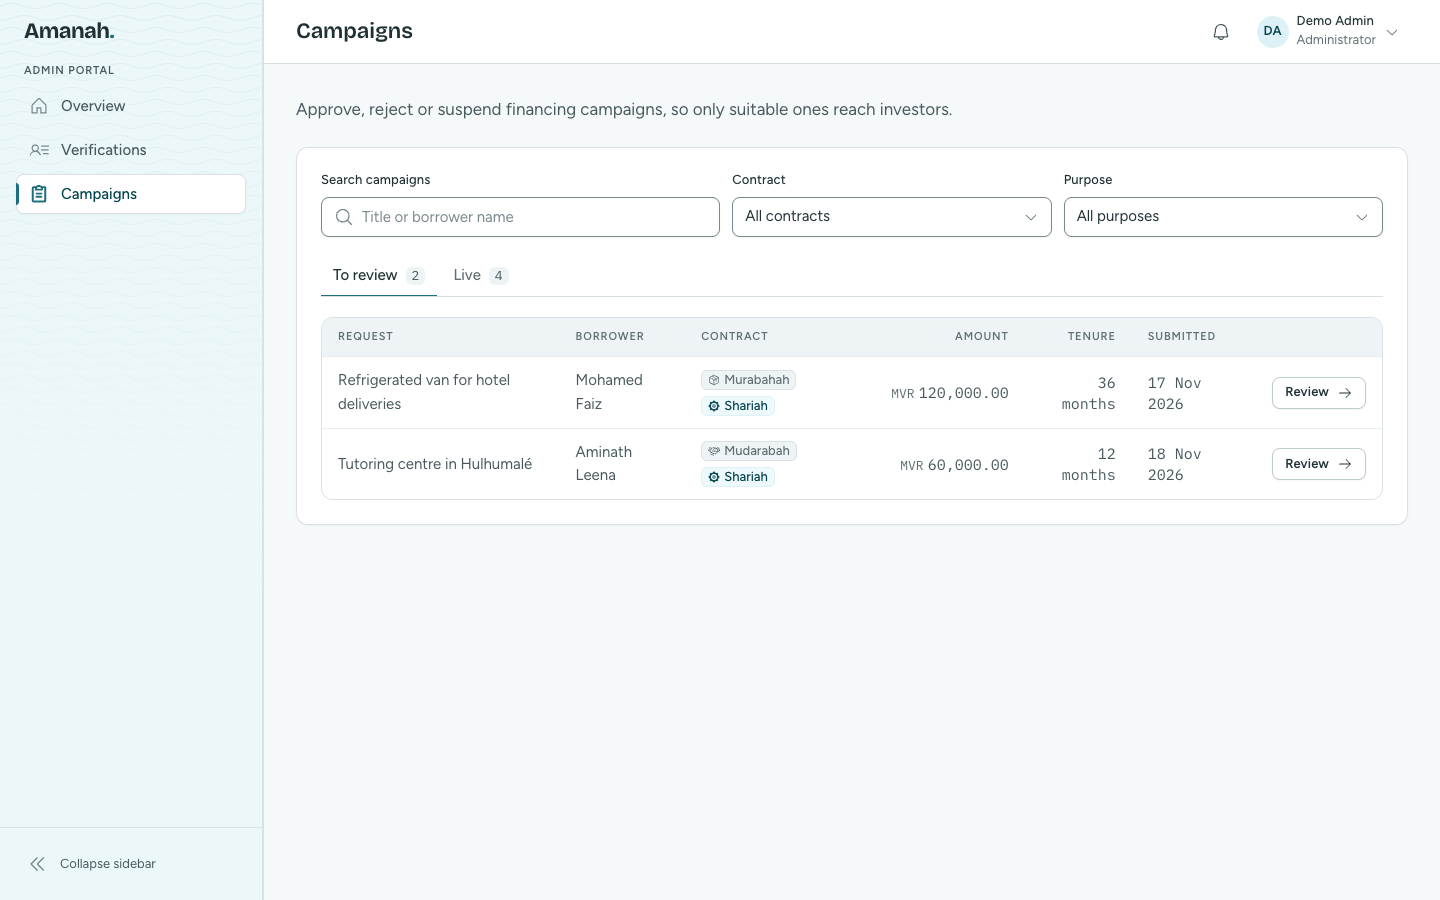 Amanah.
ADMIN PORTAL
Overview
Verifications
Campaigns
Collapse sidebar
Campaigns
DA
Demo Admin
Administrator
Approve, reject or suspend financing campaigns, so only suitable ones reach investors.
Search campaigns
Title or borrower name
Contract
All contracts
Purpose
All purposes
To review 2
Live 4
REQUEST BORROWER CONTRACT AMOUNT TENURE SUBMITTED
Refrigerated van for hotel
deliveries
Mohamed
Faiz
Murabahah
Shariah
MVR 120,000.00
36
months
17 Nov
2026
Review
Tutoring centre in Hulhumalé
Aminath
Leena
Mudarabah
Shariah
MVR 60,000.00
12
months
18 Nov
2026
Review